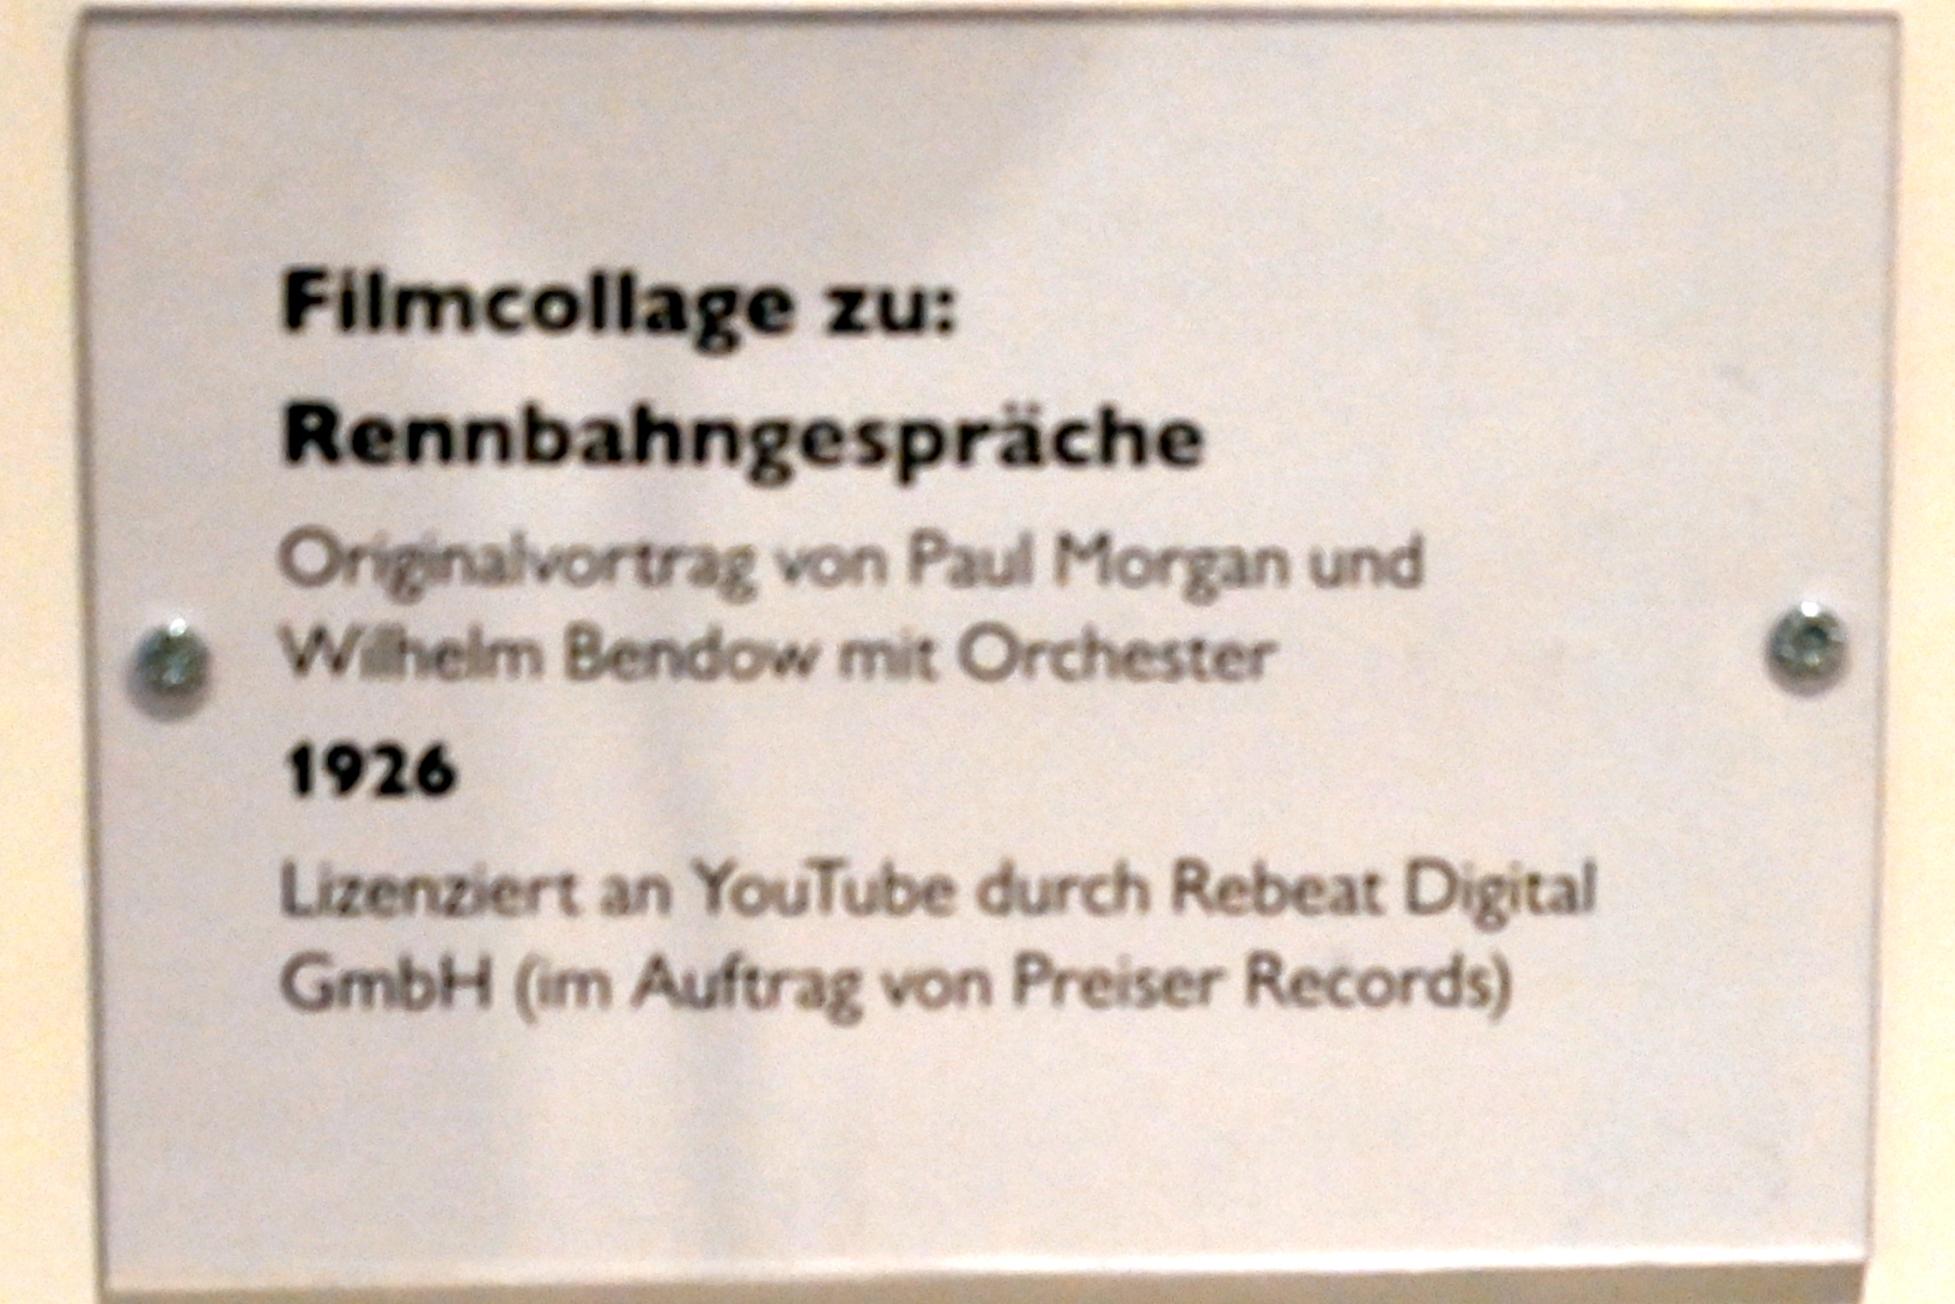 Filmcollage zu:
Rennbahngespräche
Originalvortrag von Paul Morgan und
Wilhelm Bendow mit Orchester
1926
Lizenziert an YouTube durch Rebeat Digital
GmbH (im Auftrag von Preiser Records)